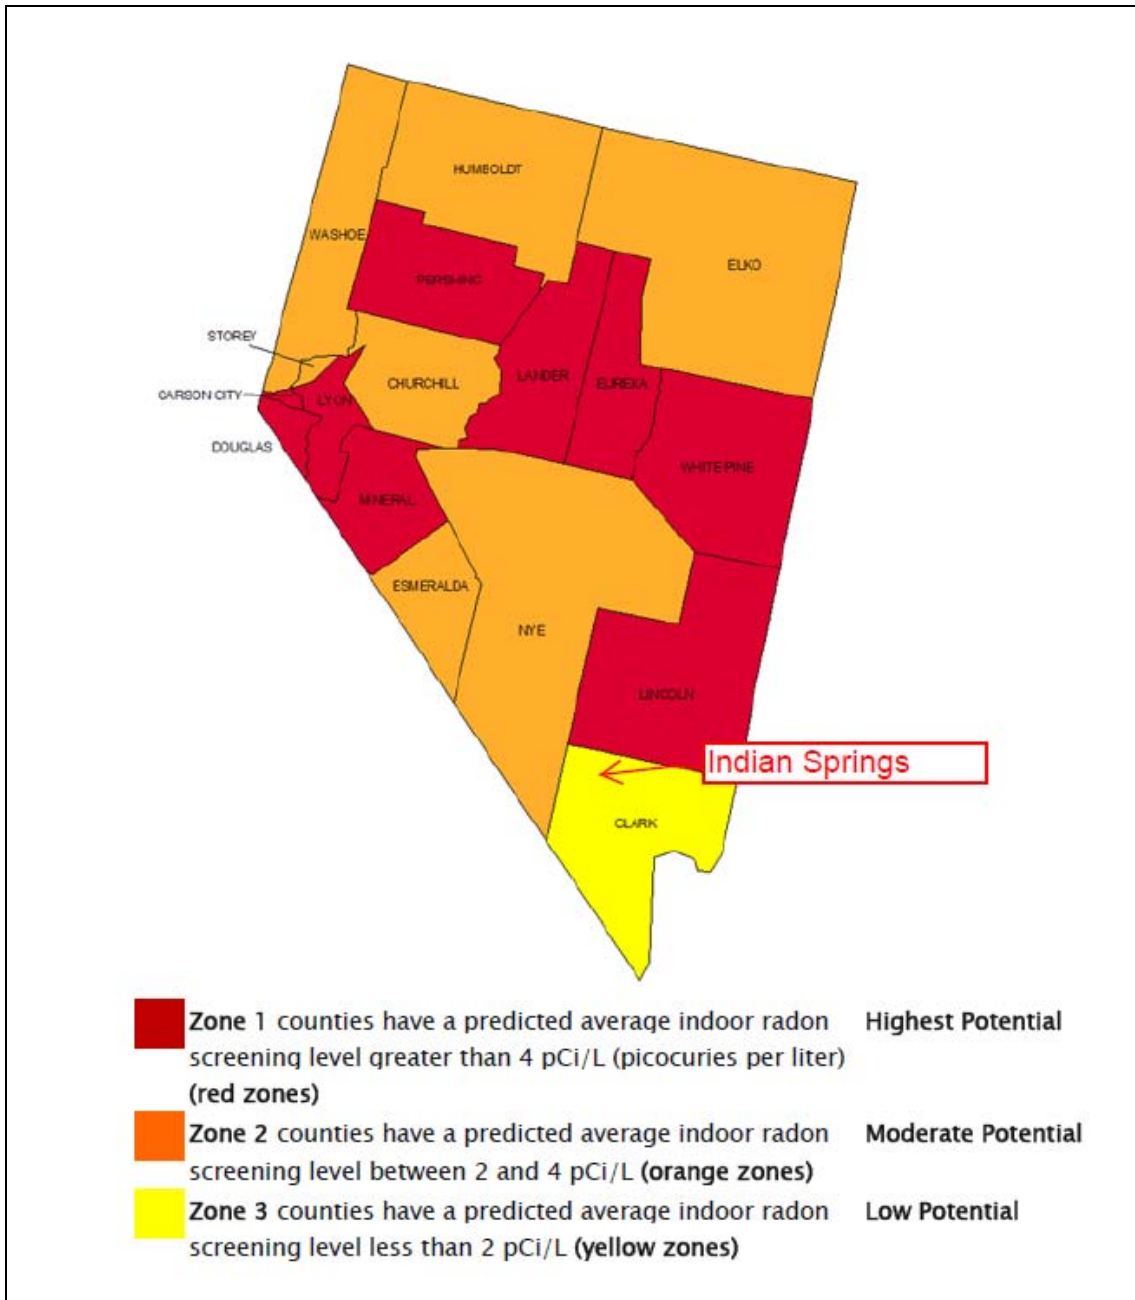 HUMBOLDT
WASHOE
ELKO
PERSHING
STOREY
CHURCHILL
LANDER
EUREKA
CARSON CITY
LYON
DOUGLAS
WHITE PINE
MINERAL
ESMERALDA
NYE
LINCOLN
Indian Springs
CLARK
Zone 1 counties have a predicted average indoor radon Highest Potential
screening level greater than 4 pCi/L (picocuries per liter)
(red zones)
Zone 2 counties have a predicted average indoor radon Moderate Potential
screening level between 2 and 4 pCi/L (orange zones)
Zone 3 counties have a predicted average indoor radon Low Potential
screening level less than 2 pCi/L (yellow zones)